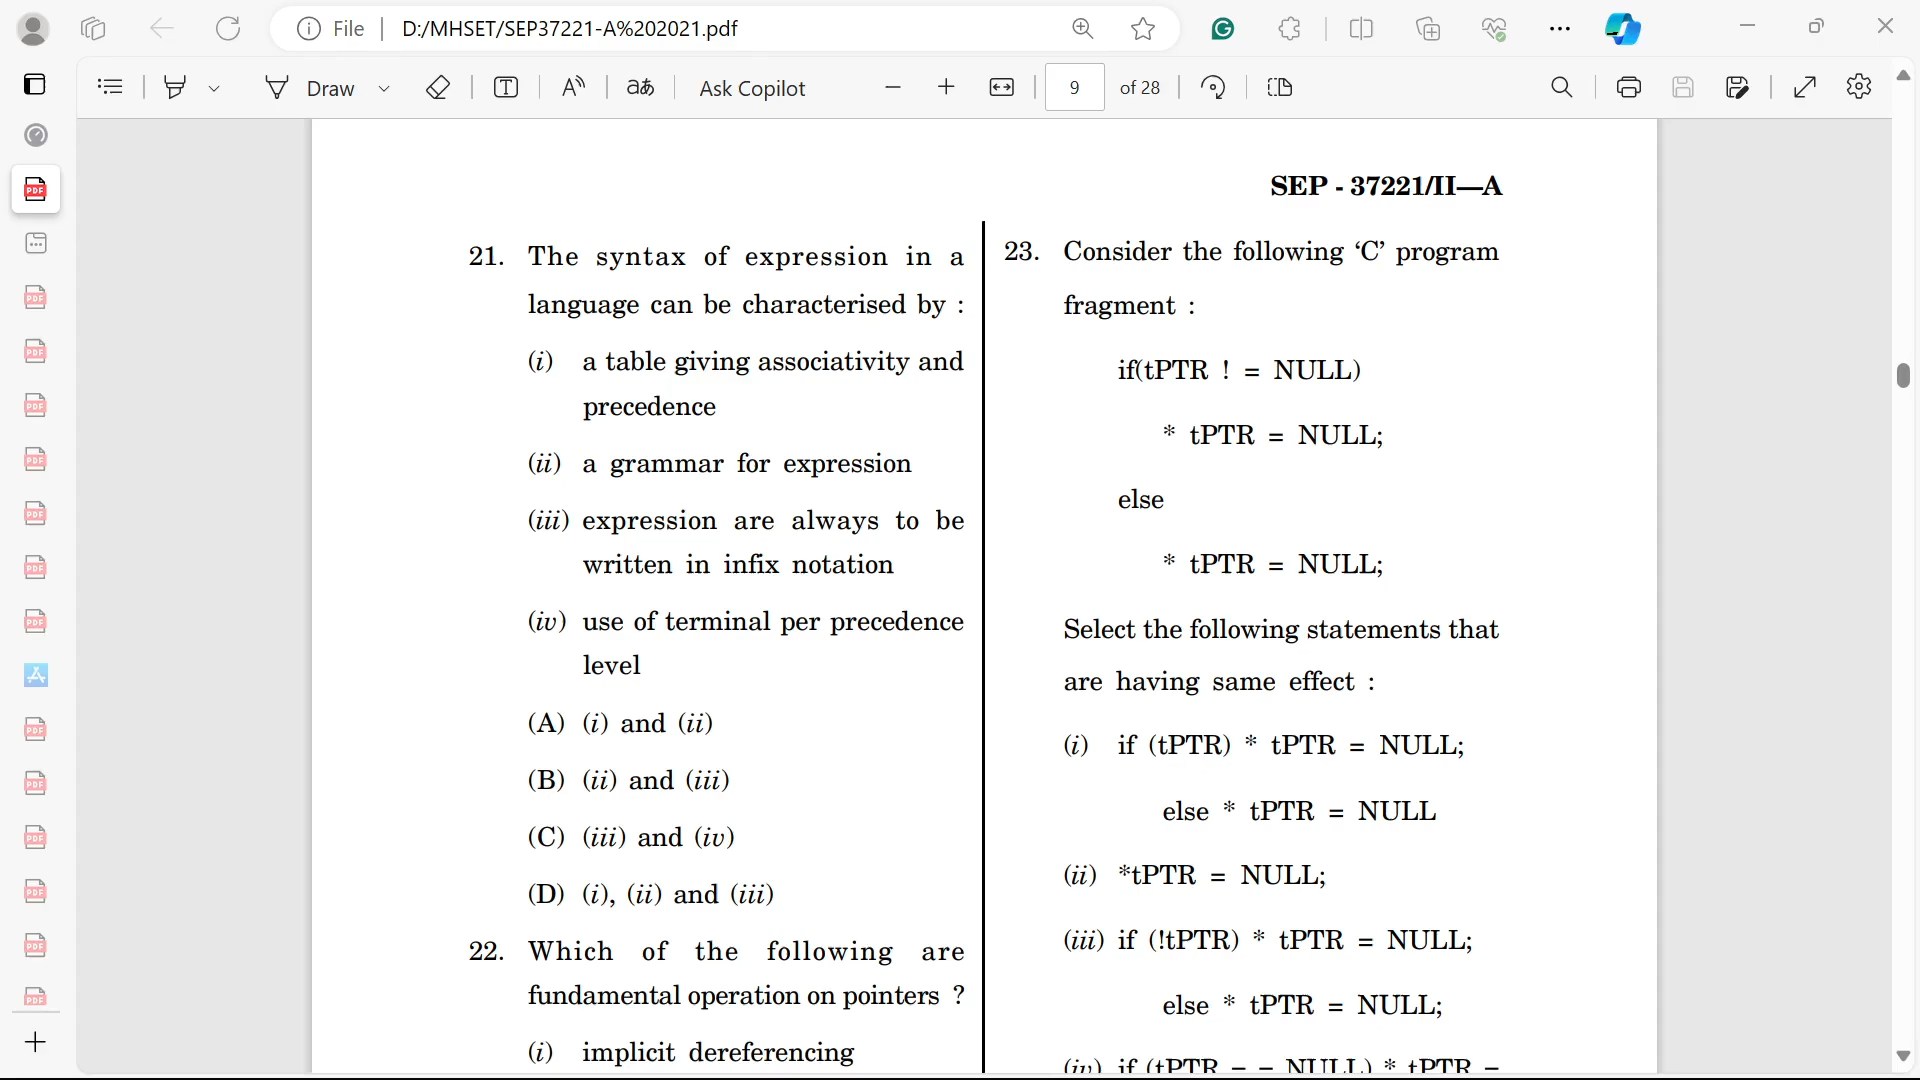 File
D:/MHSET/SEP37221-A%202021.pdf
Draw
Ask Copilot
9
of 28
SEP - 37221/II—A
21. The syntax of expression in a
language can be characterised by :
(i) a table giving associativity and
precedence
(ii) a grammar for expression
(iii) expression are always to be
written in infix notation
(iv) use of terminal per precedence
level
(A) (i) and (ii)
(B) (ii) and (iii)
(C) (iii) and (iv)
(D) (i), (ii) and (iii)
22. Which of the following are
fundamental operation on pointers ?
(i) implicit dereferencing
23. Consider the following ‘C’ program
fragment :
if(tPTR ! = NULL)
* tPTR = NULL;
else
* tPTR = NULL;
Select the following statements that
are having same effect :
(i) if (tPTR) * tPTR = NULL;
else * tPTR = NULL
(ii) *tPTR = NULL;
(iii) if (!tPTR) * tPTR = NULL;
else * tPTR = NULL;
(iv) if (tPTR = = NULL) * tPTR =